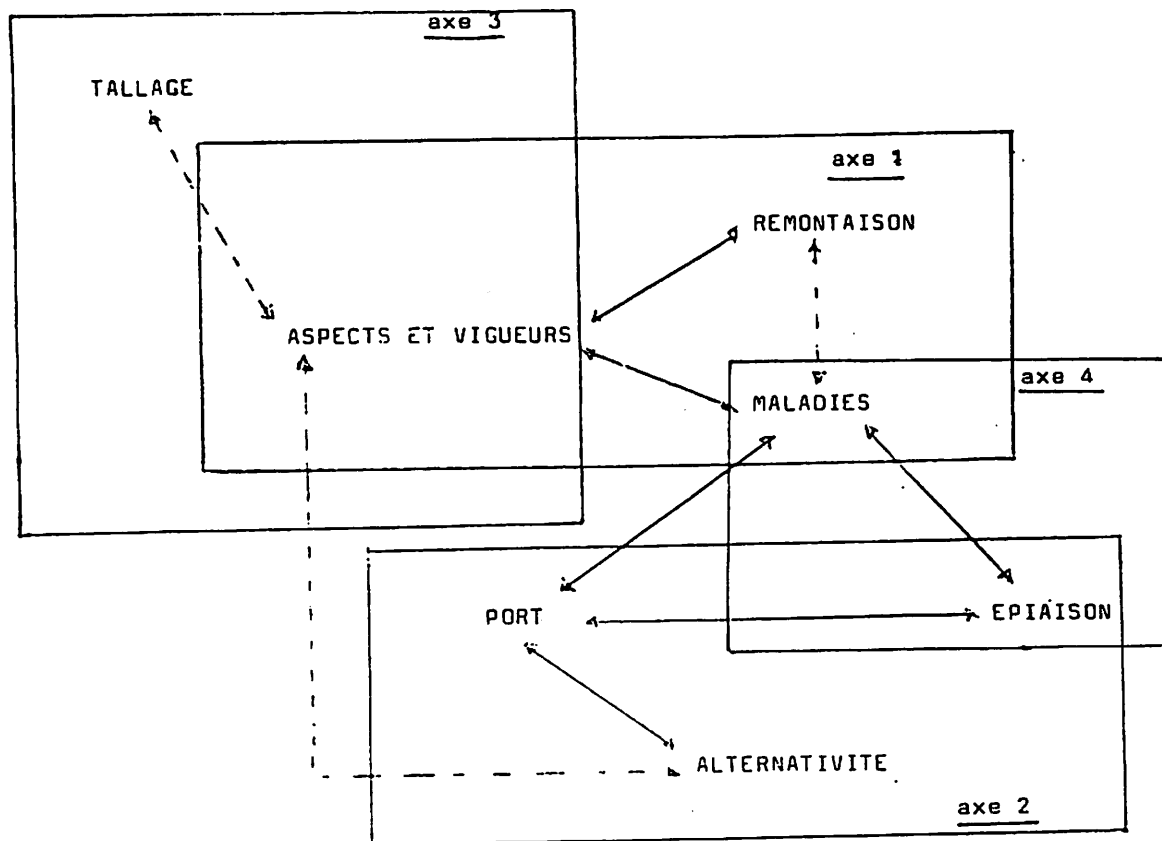 axe 3
TALLAGE
axe 1
REMONTAISON
ASPECTS ET VIGUEURS
axe 4
MALADIES
PORT
EPIAISON
ALTERNATIVITE
axe 2